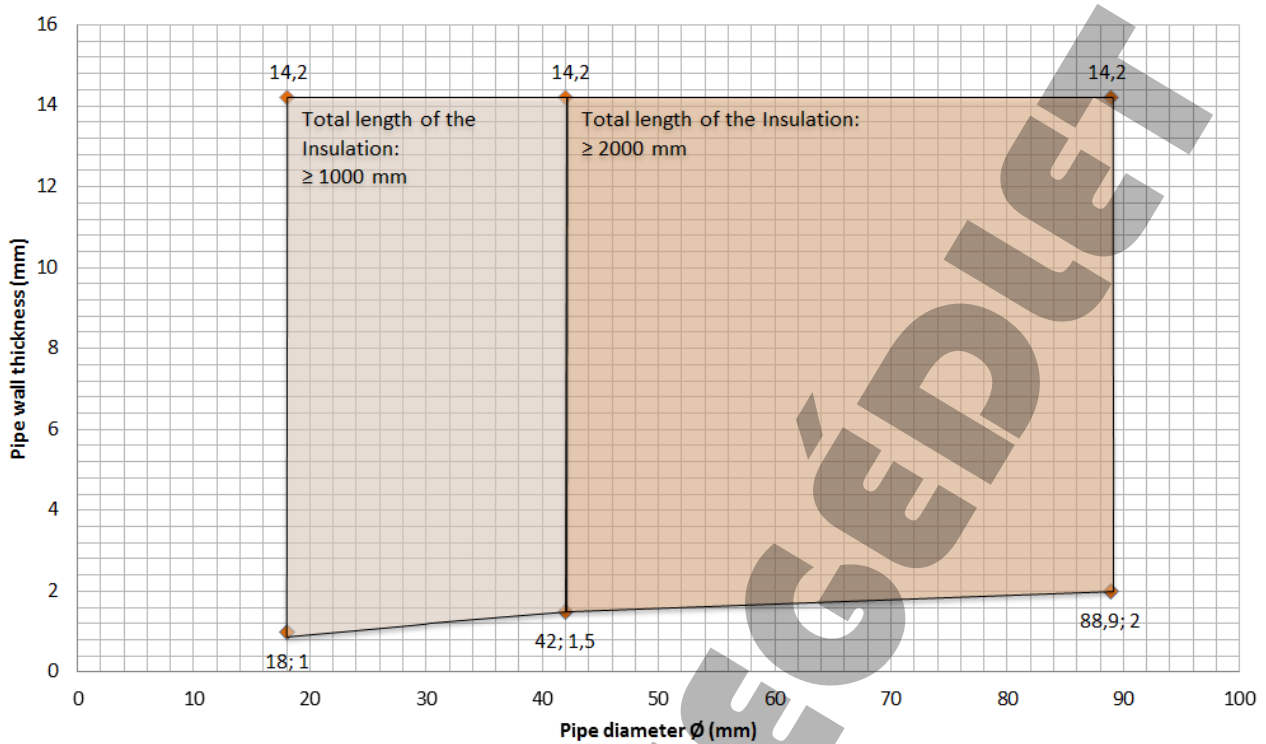 16
14,2
14,2
14,2
14
Total length of the
Insulation:
≥ 1000 mm
Total length of the Insulation:
≥ 2000 mm
12
10
8
6
4
2
0
18; 1
42; 1,5
88,9; 2
0 10 20 30 40 50 60 70 80 90 100
Pipe diameter Ø (mm)
Pipe wall thickness (mm)
SEGÉDLET